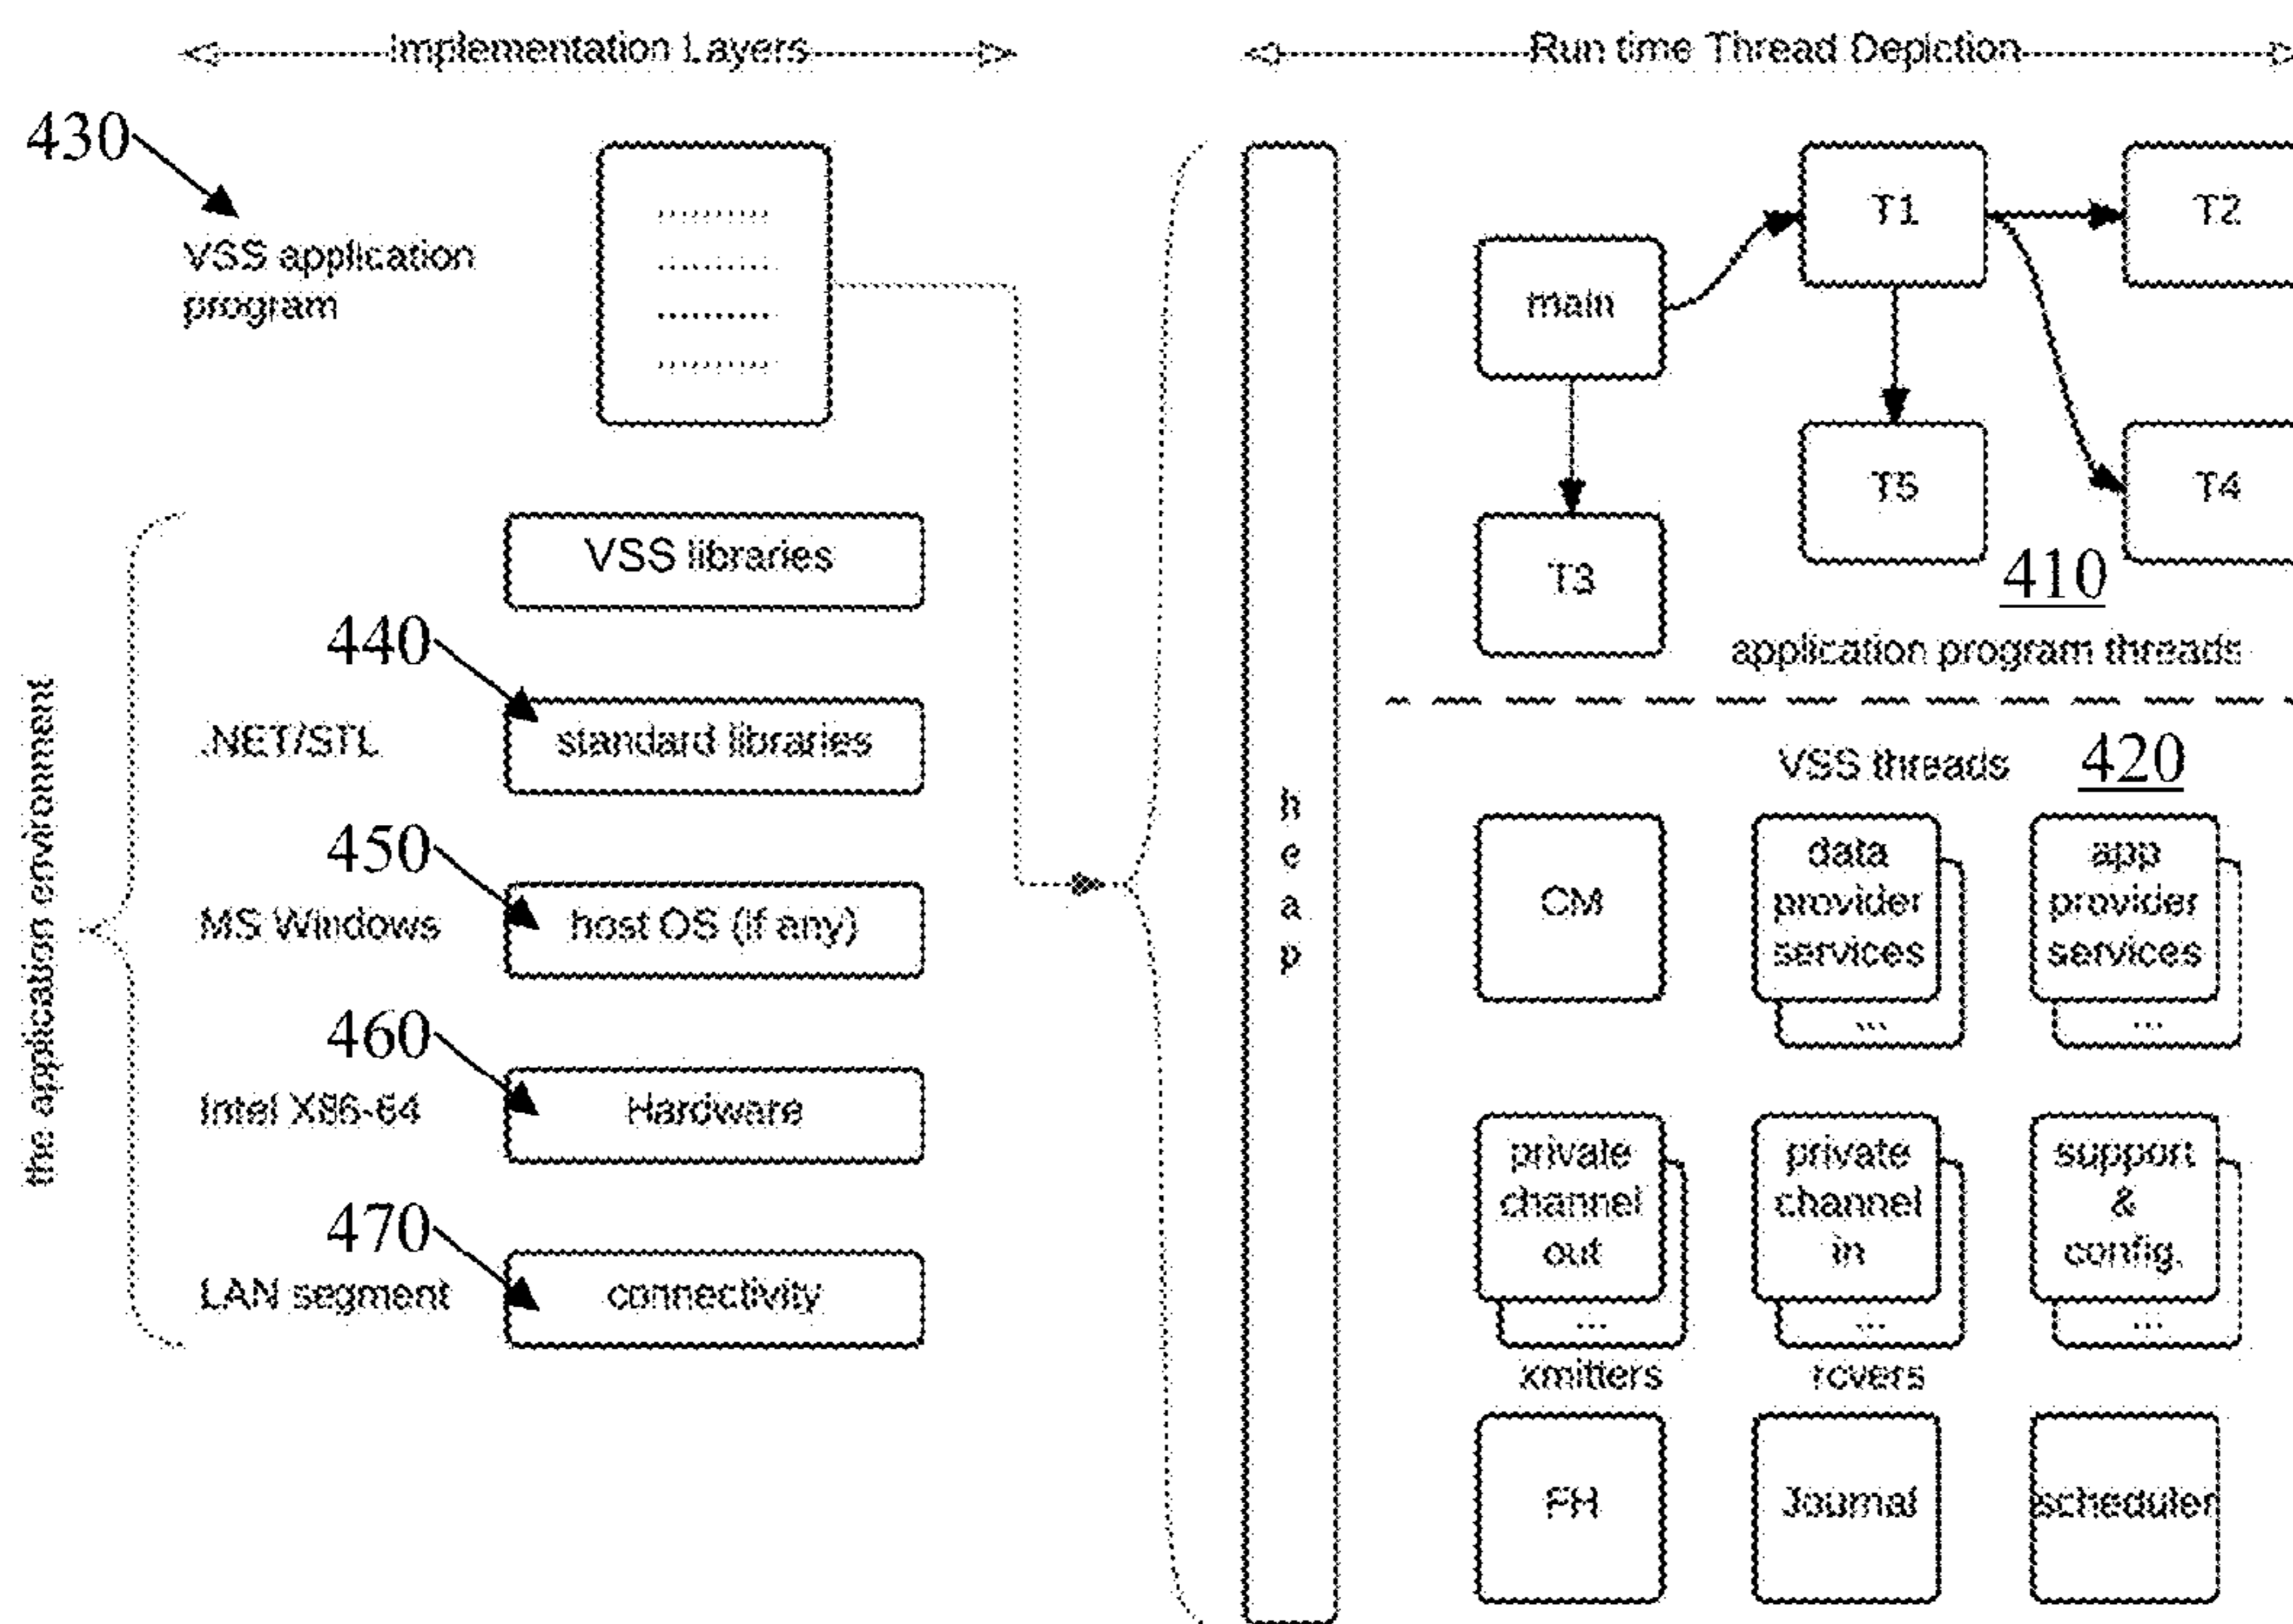 Implementation Layers
Run time Thread Depiction
430
VSS application
program
VSS libraries
440
.NET/STL
standard libraries
450
MS Windows
host OS (if any)
460
Intel X86-64
Hardware
470
LAN segment
connectivity
the application environment
h
e
a
p
main
T1
T2
T3
T5
T4
410
application program threads
VSS threads
420
CM
data
provider
services
...
app
provider
services
...
private
channel
out
...
xmitters
private
channel
in
...
rcvers
support
&
config.
...
FH
Journal
scheduler